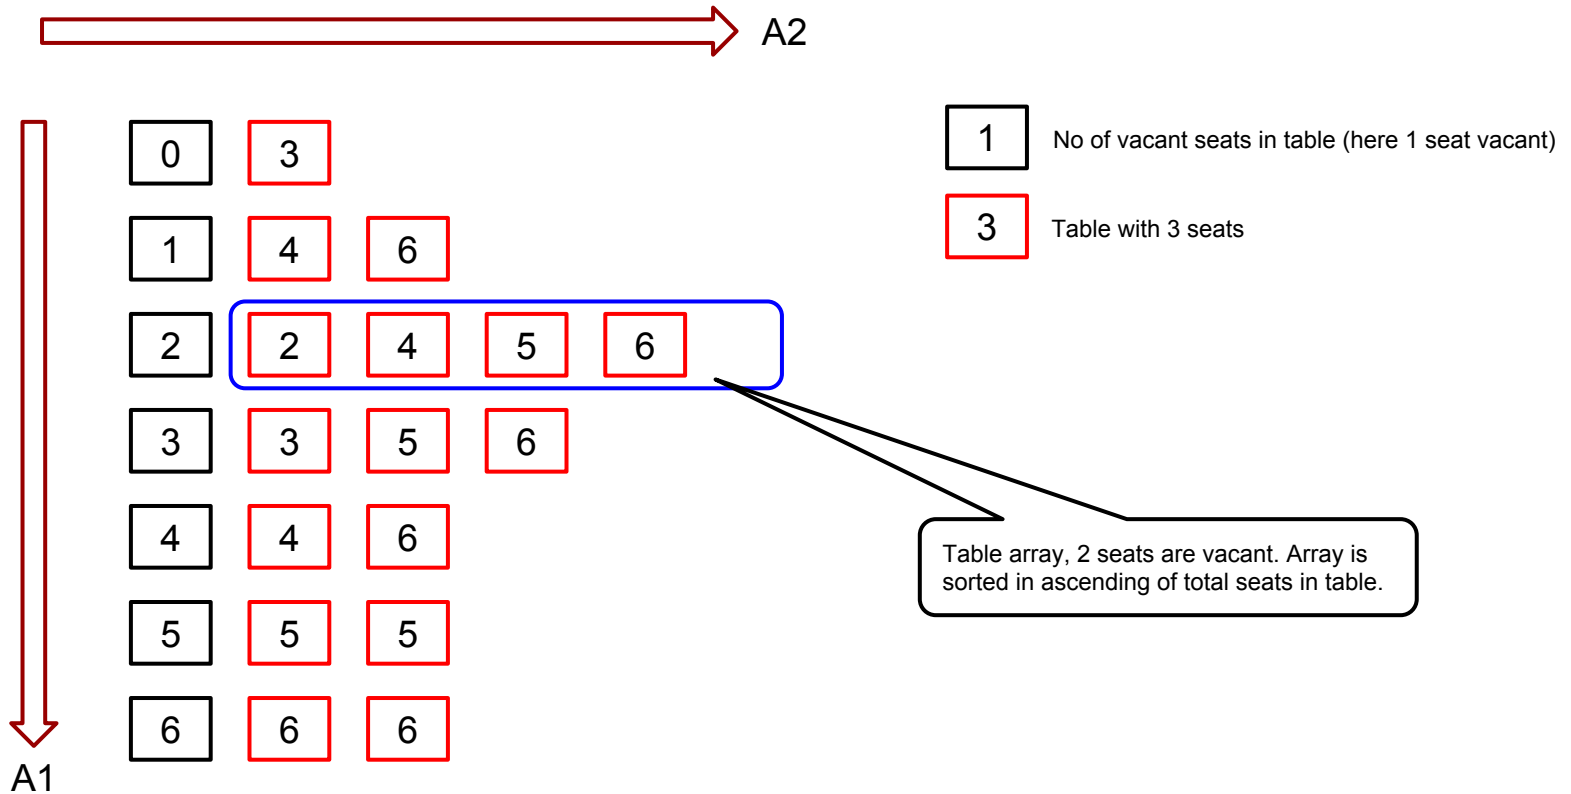 A2
0 3
1 No of vacant seats in table (here 1 seat vacant)
3 Table with 3 seats
1 4 6
2 2 4 5 6
3 3 5 6
4 4 6
Table array, 2 seats are vacant. Array is
sorted in ascending of total seats in table.
5 5 5
6 6 6
A1